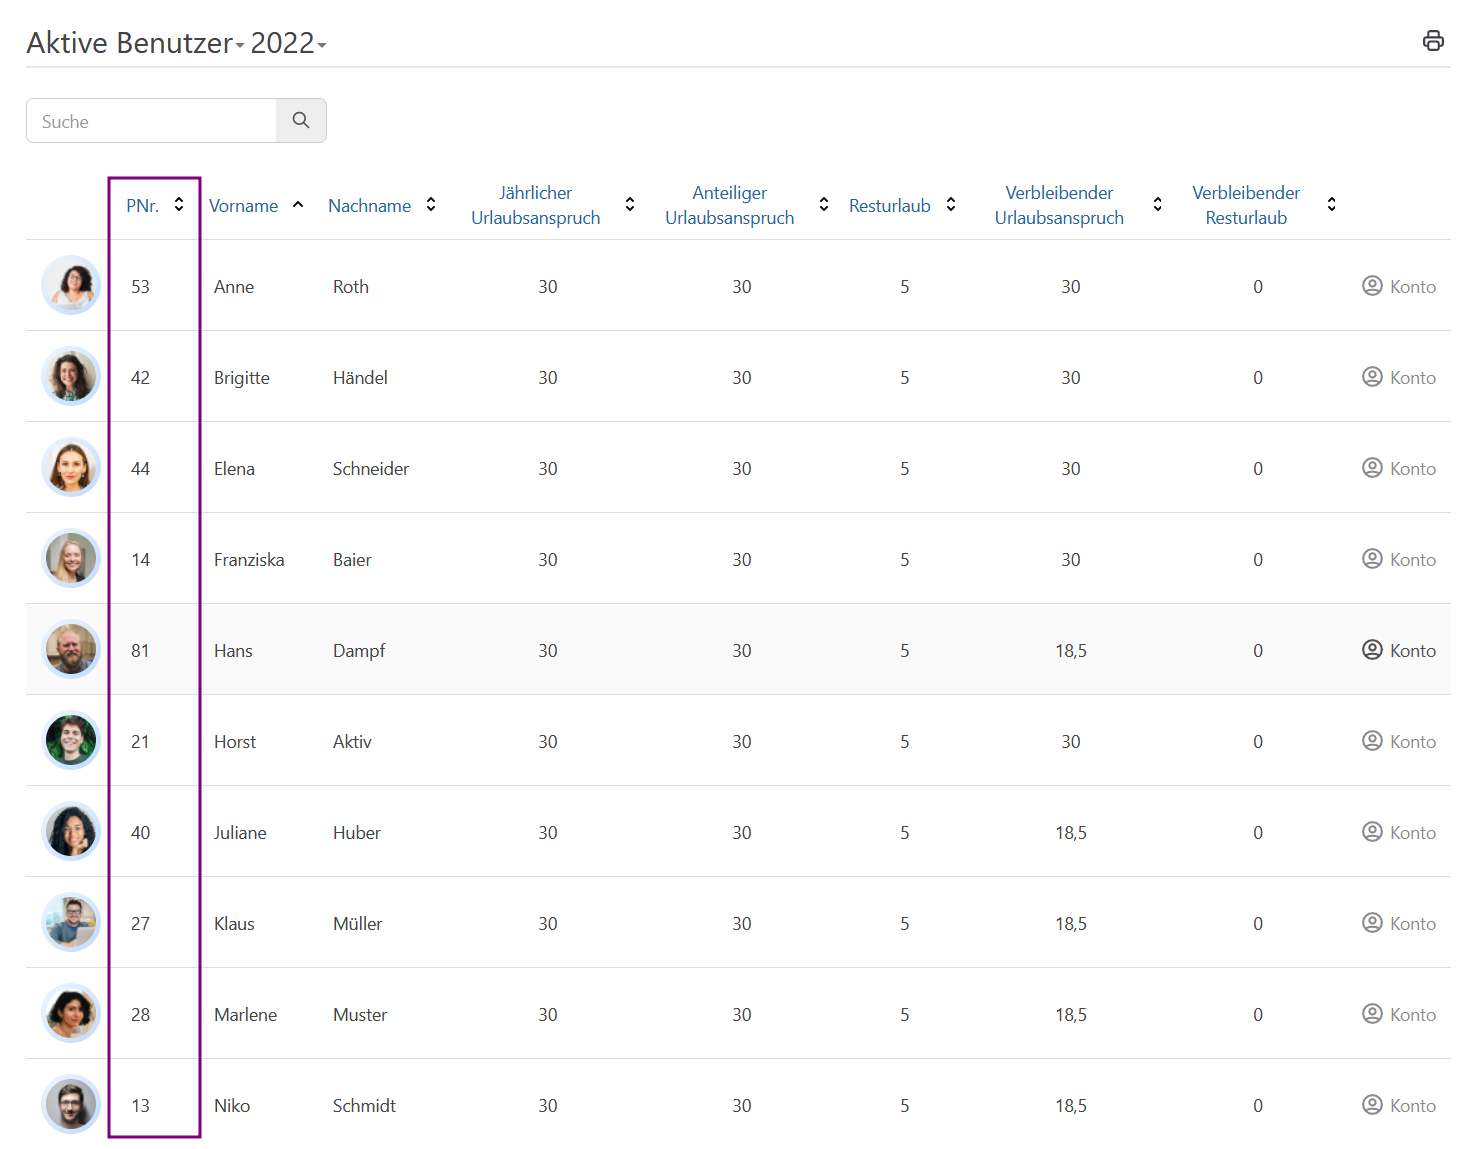 Aktive Benutzer 2022
Suche
PNr. Vorname Nachname Jährlicher Urlaubsanspruch Anteiliger Urlaubsanspruch Resturlaub Verbleibender Urlaubsanspruch Verbleibender Resturlaub
53 Anne Roth 30 30 5 30 0 Konto
42 Brigitte Händel 30 30 5 30 0 Konto
44 Elena Schneider 30 30 5 30 0 Konto
14 Franziska Baier 30 30 5 30 0 Konto
81 Hans Dampf 30 30 5 18,5 0 Konto
21 Horst Aktiv 30 30 5 30 0 Konto
40 Juliane Huber 30 30 5 18,5 0 Konto
27 Klaus Müller 30 30 5 18,5 0 Konto
28 Marlene Muster 30 30 5 18,5 0 Konto
13 Niko Schmidt 30 30 5 18,5 0 Konto